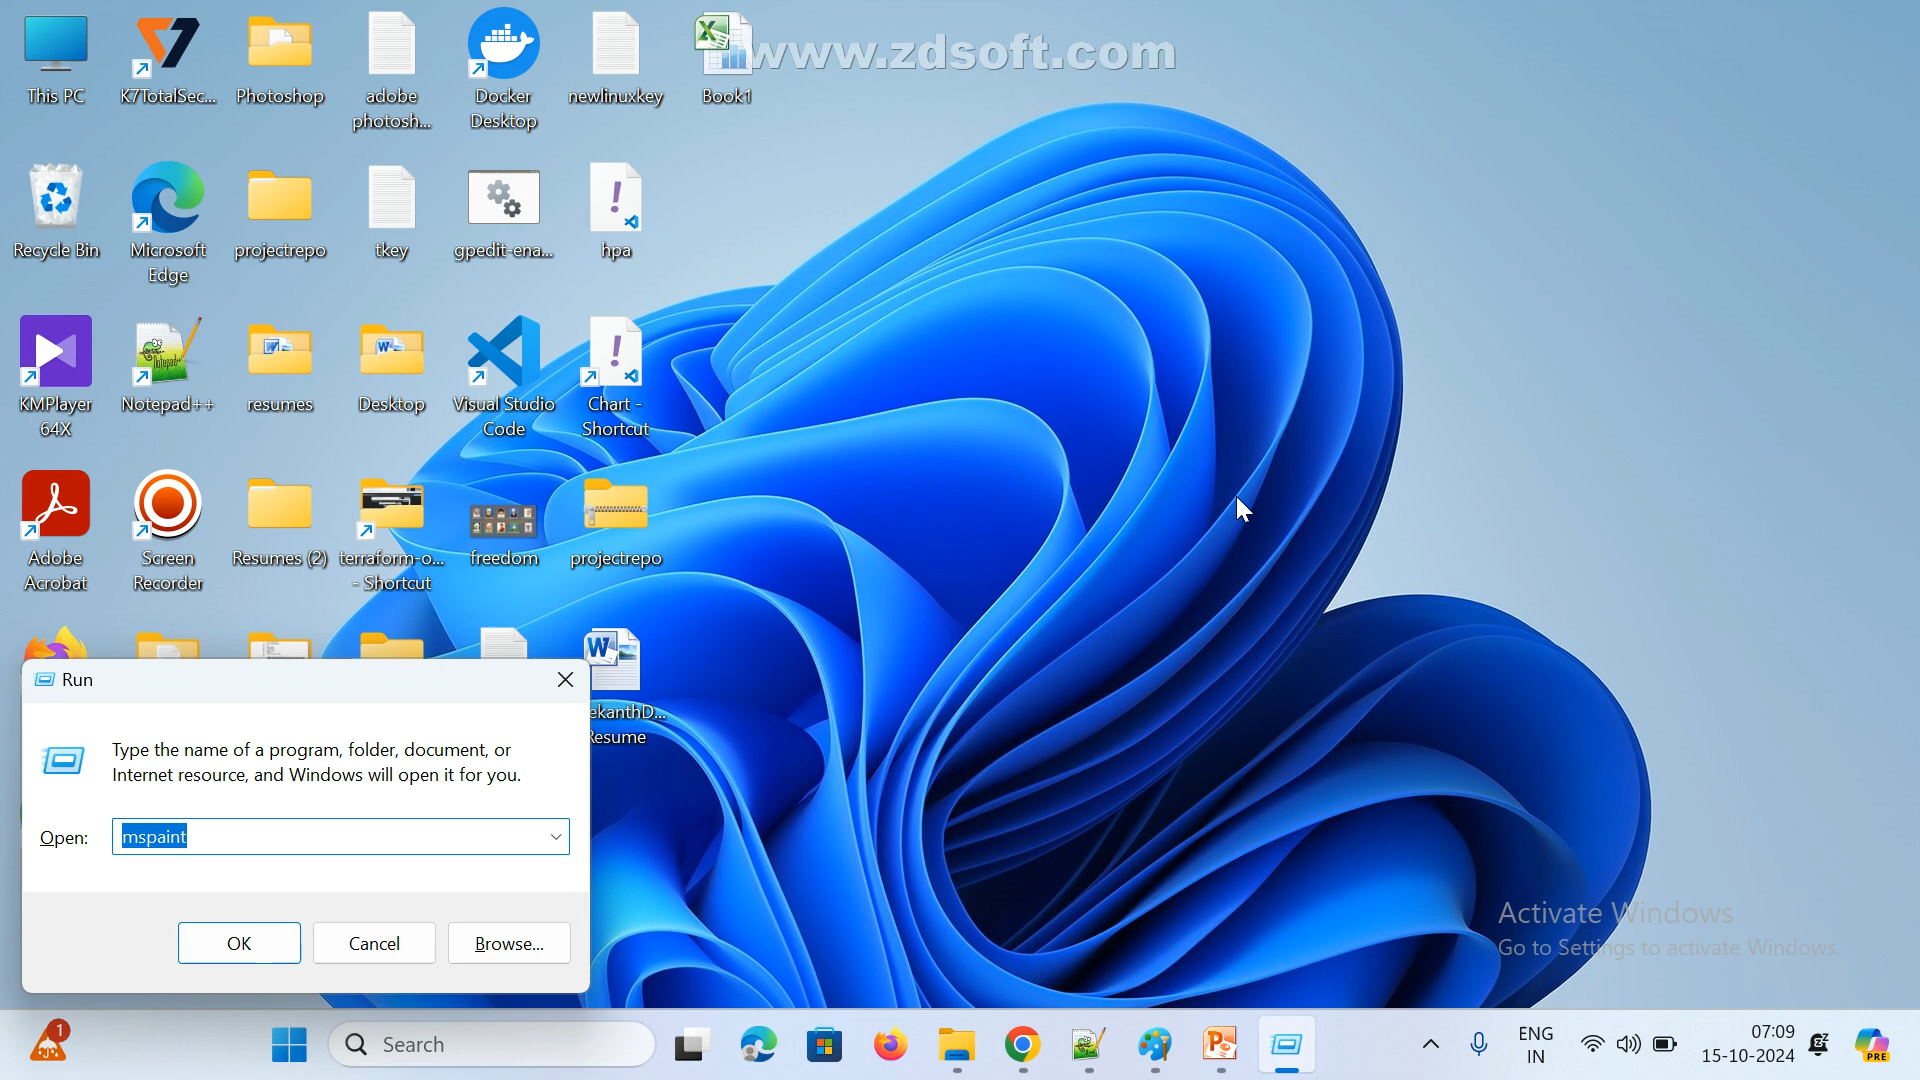 www.zdsoft.com
This PC
K7TotalSec...
Photoshop
adobe
photosh...
Docker
Desktop
newlinuxkey
Book1
Recycle Bin
Microsoft
Edge
projectrepo
tkey
gpedit-ena...
hpa
KMPlayer
64X
Notepad++
resumes
Desktop
Visual Studio
Code
Chart -
Shortcut
Adobe
Acrobat
Screen
Recorder
Resumes (2)
terraform-o...
- Shortcut
freedom
projectrepo
ekanthD...
Resume
Run
Type the name of a program, folder, document, or
Internet resource, and Windows will open it for you.
Open:
mspaint
OK
Cancel
Browse...
Activate Windows
Go to Settings to activate Windows.
1
Search
ENG
IN
07:09
15-10-2024
PRE